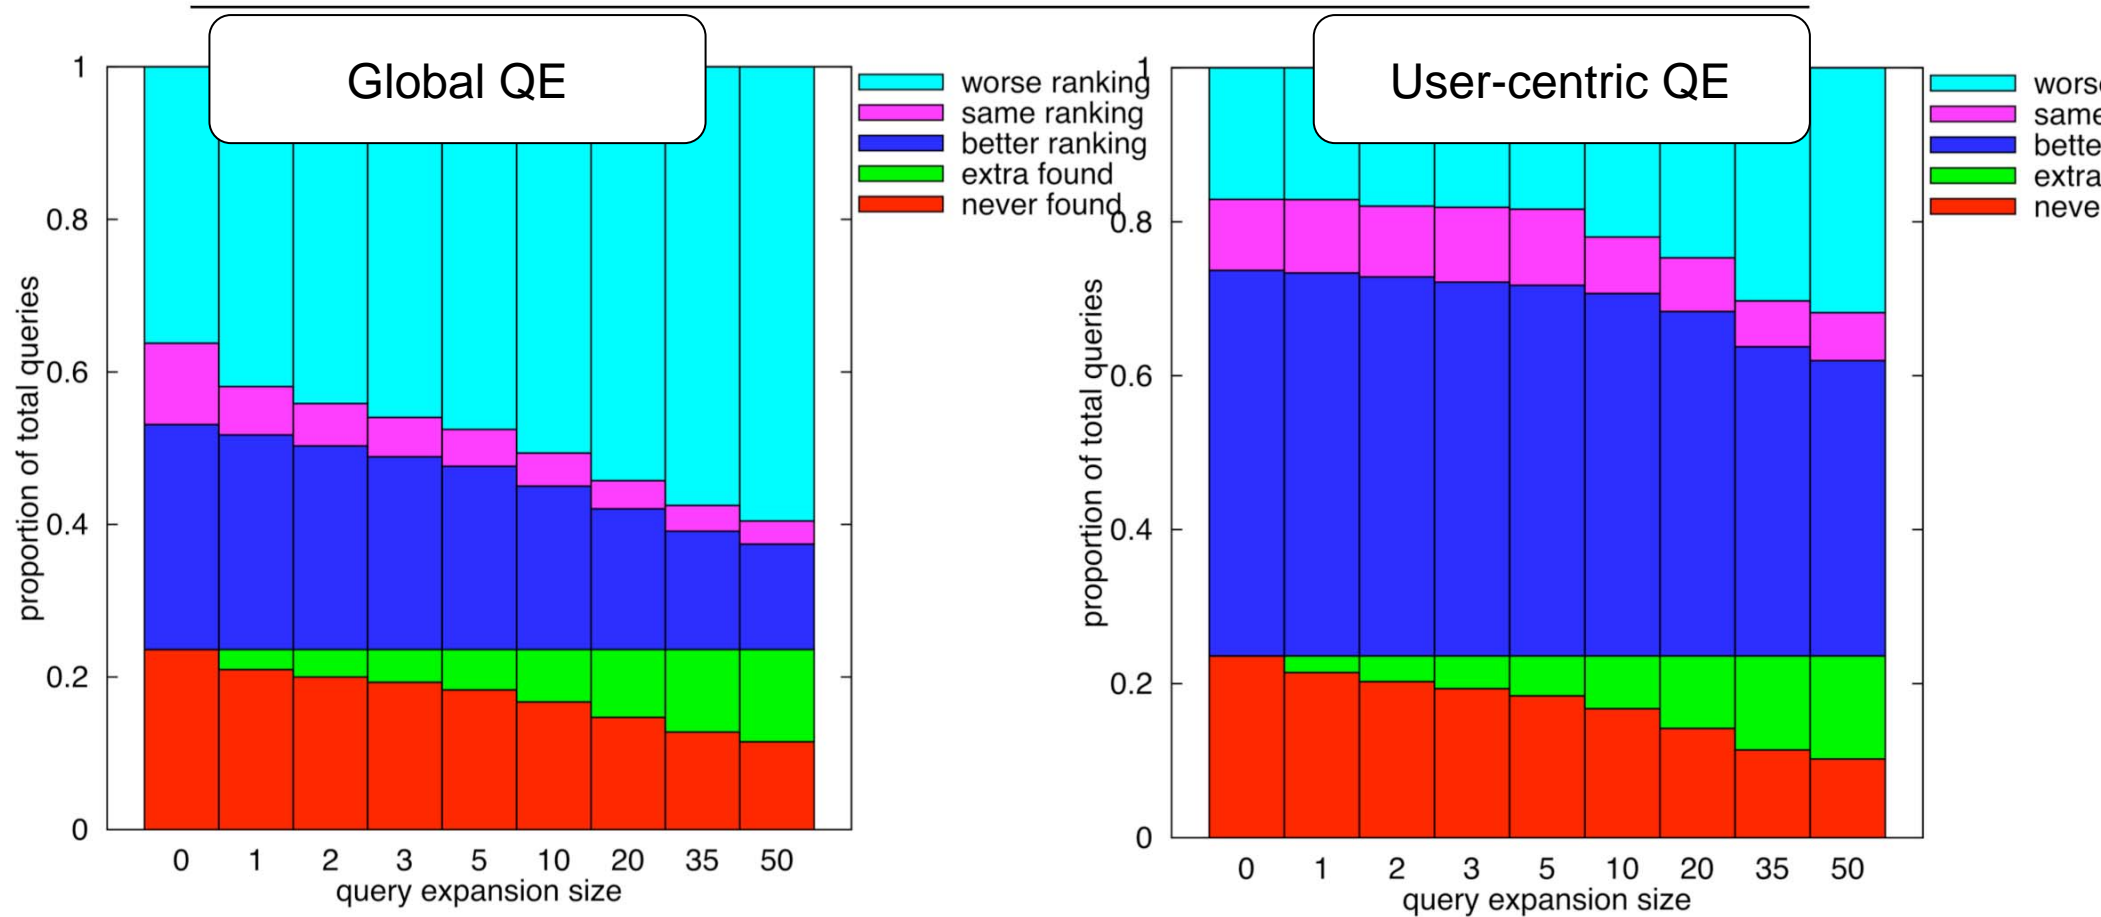 Global QE
1
0.8
0.6
0.4
0.2
0
proportion of total queries
0 1 2 3 5 10 20 35 50
query expansion size
worse ranking
same ranking
better ranking
extra found
never found
User-centric QE
1
0.8
0.6
0.4
0.2
0
proportion of total queries
0 1 2 3 5 10 20 35 50
query expansion size
worse
same
bette
extra
neve